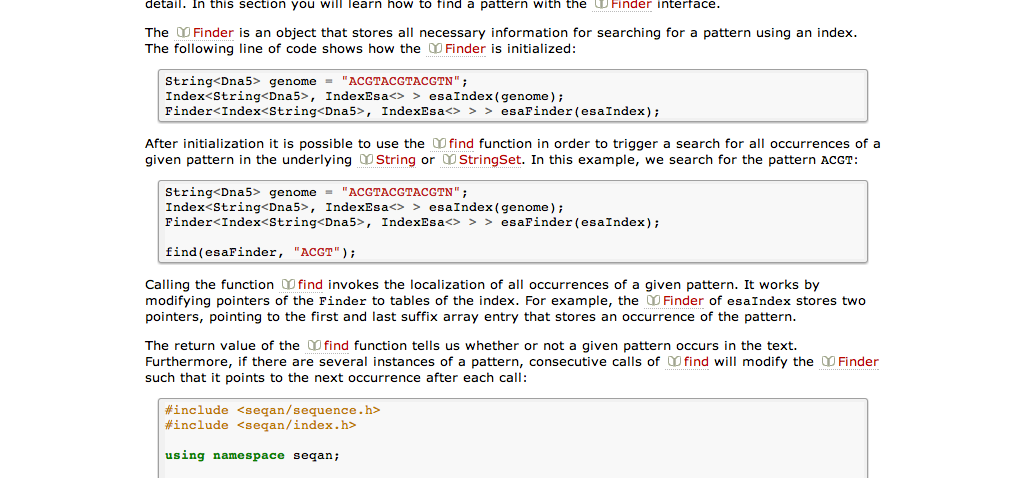 detail. In this section you will learn how to find a pattern with the Finder interface.
The Finder is an object that stores all necessary information for searching for a pattern using an index.
The following line of code shows how the Finder is initialized:
String<Dna5> genome = "ACGTACGTACGTN";
Index<String<Dna5>, IndexEsa<> > esaIndex(genome);
Finder<Index<String<Dna5>, IndexEsa<> > > esaFinder(esaIndex);
After initialization it is possible to use the find function in order to trigger a search for all occurrences of a
given pattern in the underlying String or StringSet. In this example, we search for the pattern ACGT:
String<Dna5> genome = "ACGTACGTACGTN";
Index<String<Dna5>, IndexEsa<> > esaIndex(genome);
Finder<Index<String<Dna5>, IndexEsa<> > > esaFinder(esaIndex);
find(esaFinder, "ACGT");
Calling the function find invokes the localization of all occurrences of a given pattern. It works by
modifying pointers of the Finder to tables of the index. For example, the Finder of esaIndex stores two
pointers, pointing to the first and last suffix array entry that stores an occurrence of the pattern.
The return value of the find function tells us whether or not a given pattern occurs in the text.
Furthermore, if there are several instances of a pattern, consecutive calls of find will modify the Finder
such that it points to the next occurrence after each call:
#include <seqan/sequence.h>
#include <seqan/index.h>
using namespace seqan;